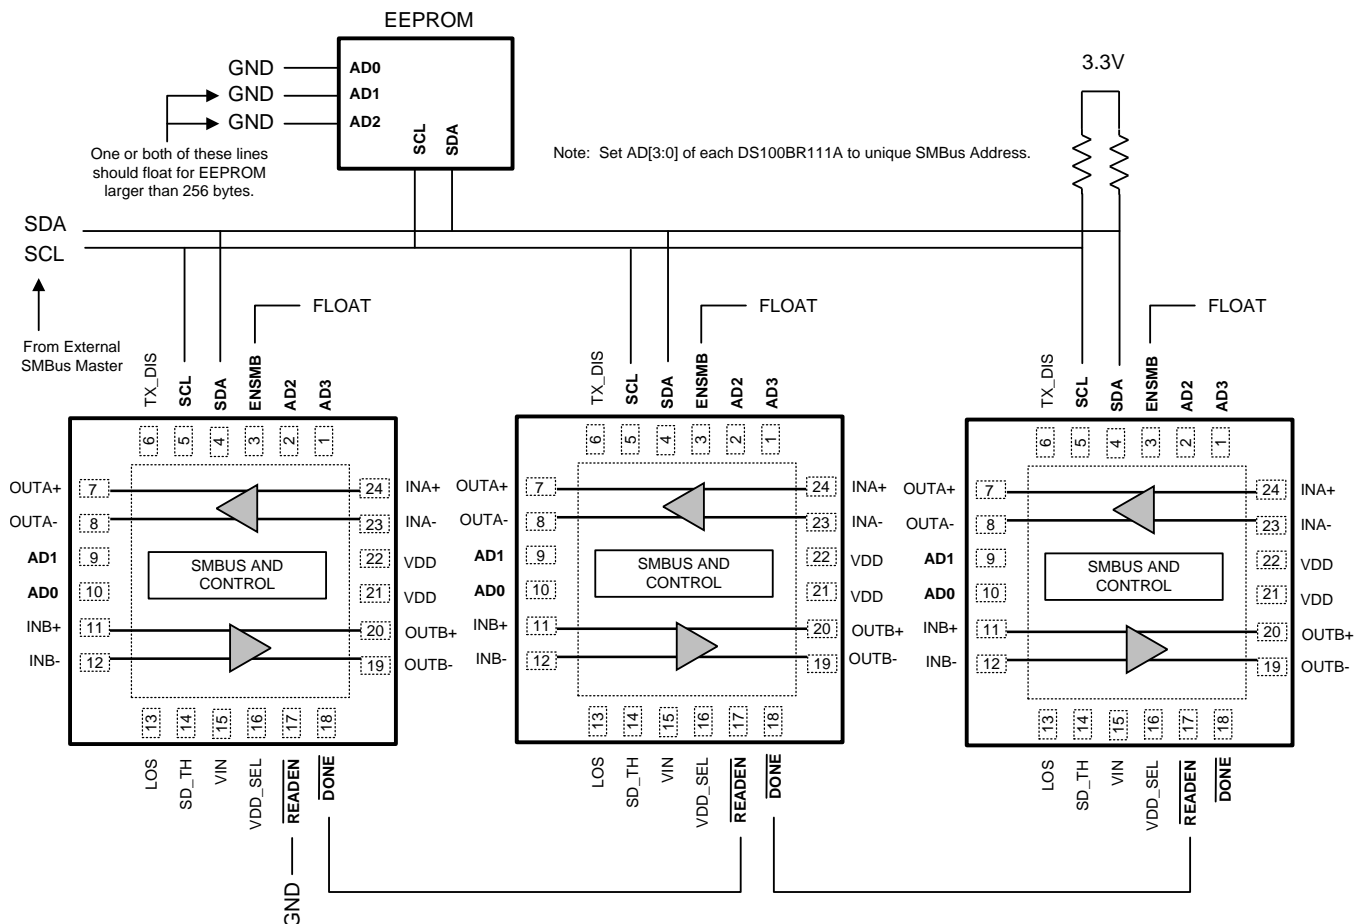 EEPROM
GND
AD0
GND
AD1
GND
AD2
SCL
SDA
One or both of these lines
should float for EEPROM
larger than 256 bytes.
Note: Set AD[3:0] of each DS100BR111A to unique SMBus Address.
3.3V
SDA
SCL
From External
SMBus Master
FLOAT
TX_DIS
SCL
SDA
ENSMB
AD2
AD3
6
5
4
3
2
1
OUTA+
7
24
INA+
OUTA-
8
23
INA-
AD1
9
22
VDD
AD0
10
21
VDD
SMBUS AND
CONTROL
INB+
11
20
OUTB+
INB-
12
19
OUTB-
13
14
15
16
17
18
LOS
SD_TH
VIN
VDD_SEL
READEN
DONE
GND
FLOAT
TX_DIS
SCL
SDA
ENSMB
AD2
AD3
6
5
4
3
2
1
OUTA+
7
24
INA+
OUTA-
8
23
INA-
AD1
9
22
VDD
AD0
10
21
VDD
SMBUS AND
CONTROL
INB+
11
20
OUTB+
INB-
12
19
OUTB-
13
14
15
16
17
18
LOS
SD_TH
VIN
VDD_SEL
READEN
DONE
FLOAT
TX_DIS
SCL
SDA
ENSMB
AD2
AD3
6
5
4
3
2
1
OUTA+
7
24
INA+
OUTA-
8
23
INA-
AD1
9
22
VDD
AD0
10
21
VDD
SMBUS AND
CONTROL
INB+
11
20
OUTB+
INB-
12
19
OUTB-
13
14
15
16
17
18
LOS
SD_TH
VIN
VDD_SEL
READEN
DONE